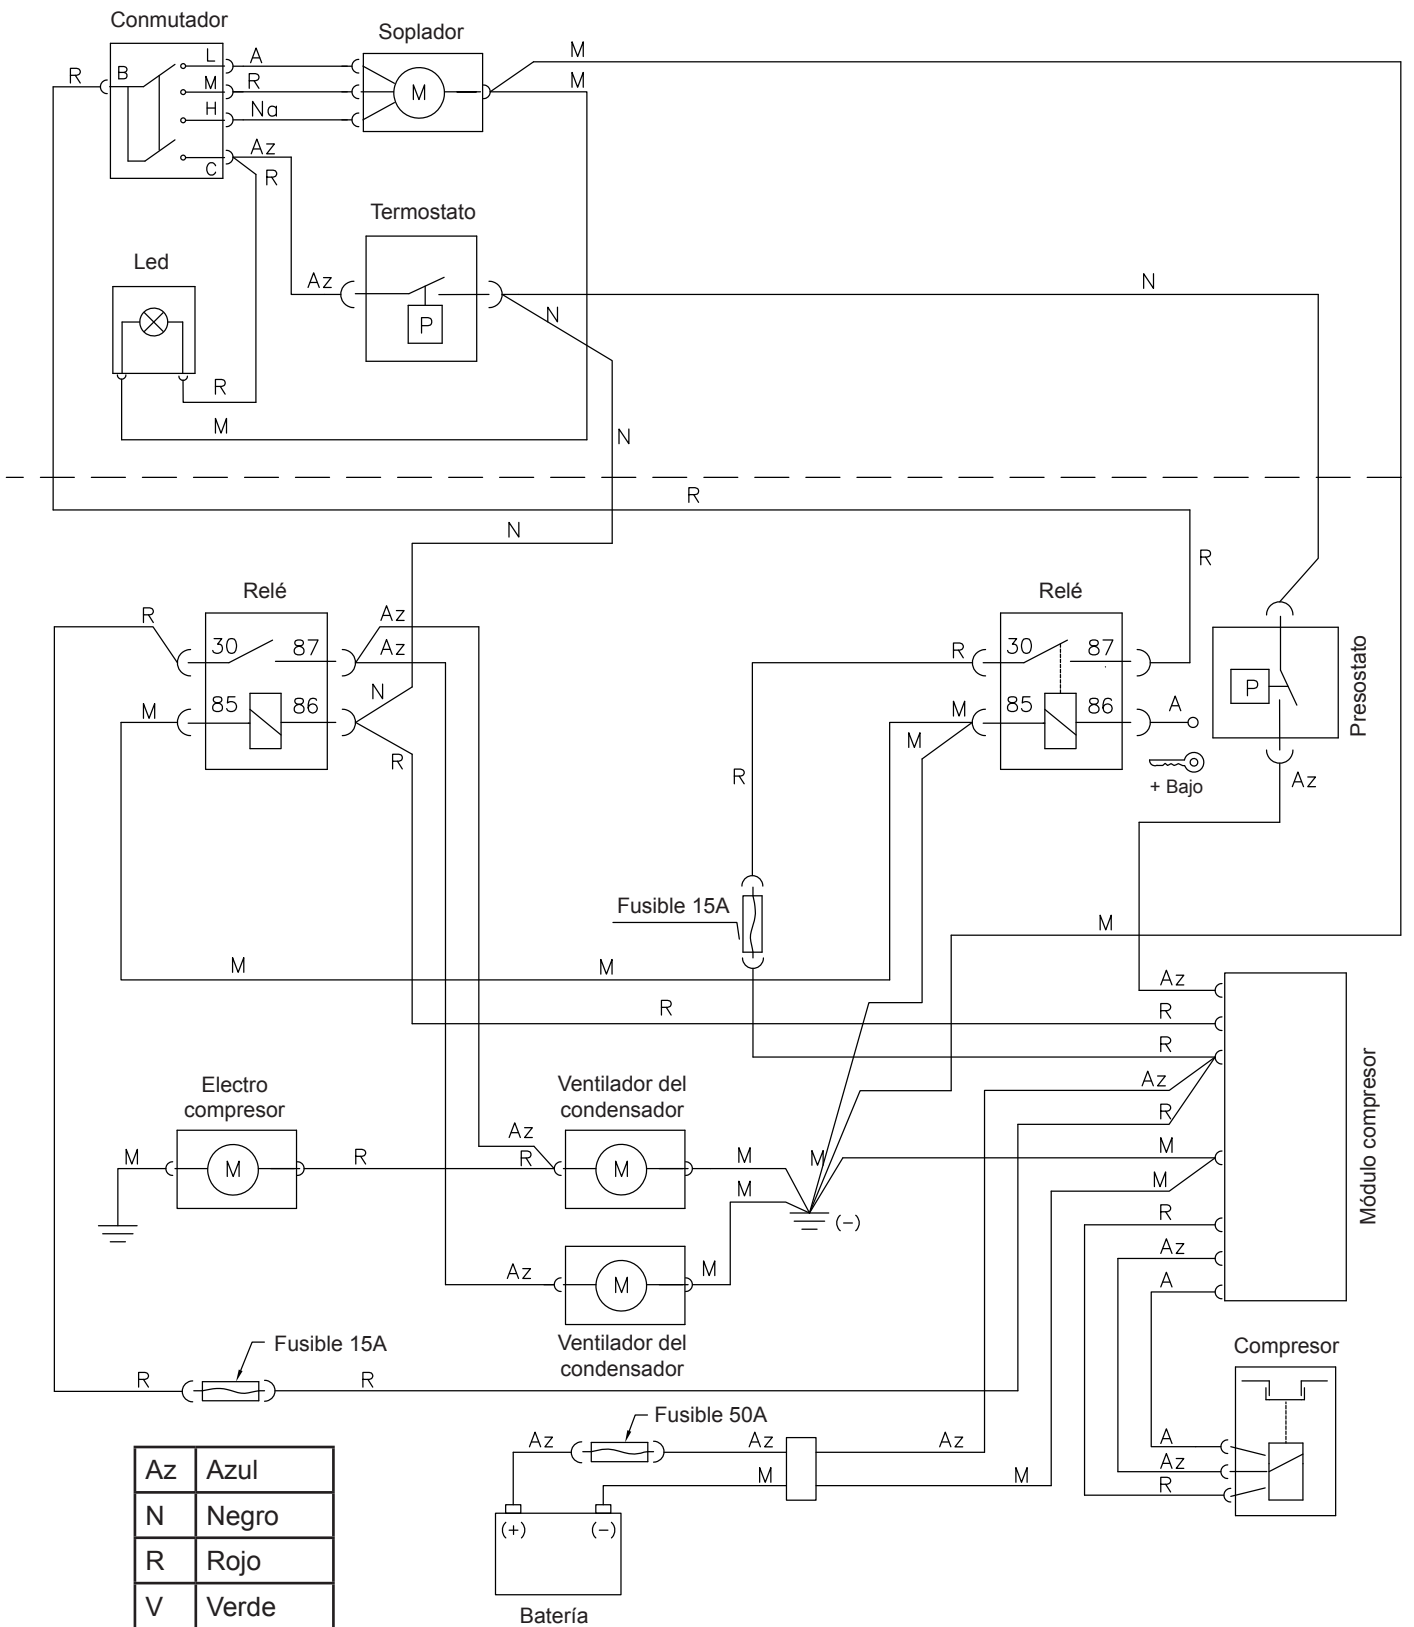 Conmutador
Soplador
M
R
B
L
A
M
R
H
Na
C
Az
R
M
M
Termostato
Led
Az
P
N
N
R
M
N
R
N
R
Relé
Relé
R
30
87
Az
Az
N
M
85
86
R
R
30
87
M
85
86
A
M
R
+ Bajo
P
Presostato
Az
Fusible 15A
M
M
M
R
Az
R
R
Az
R
M
M
R
Az
A
Módulo compresor
Electro
compresor
M
M
R
Ventilador del
condensador
Az
R
M
M
M
M
(-)
Az
M
M
Ventilador del
condensador
Fusible 15A
R
R
Compresor
A
Az
R
Fusible 50A
Az
Az
Az
M
M
(+)
(-)
Batería
Az Azul
N Negro
R Rojo
V Verde